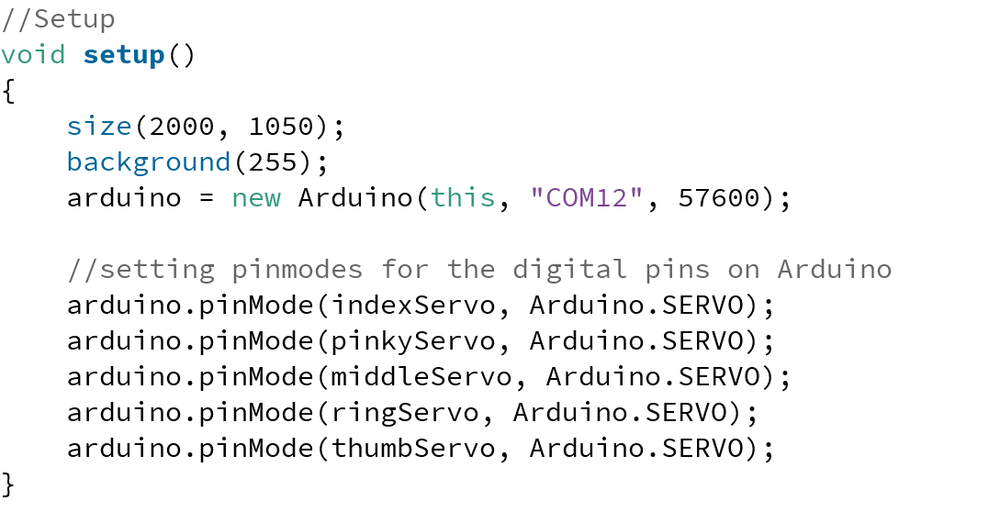 //Setup
void setup()
{
size(2000, 1050);
background(255);
arduino = new Arduino(this, "COM12", 57600);
//setting pinmodes for the digital pins on Arduino
arduino.pinMode(indexServo, Arduino.SERVO);
arduino.pinMode(pinkyServo, Arduino.SERVO);
arduino.pinMode(middleServo, Arduino.SERVO);
arduino.pinMode(ringServo, Arduino.SERVO);
arduino.pinMode(thumbServo, Arduino.SERVO);
}